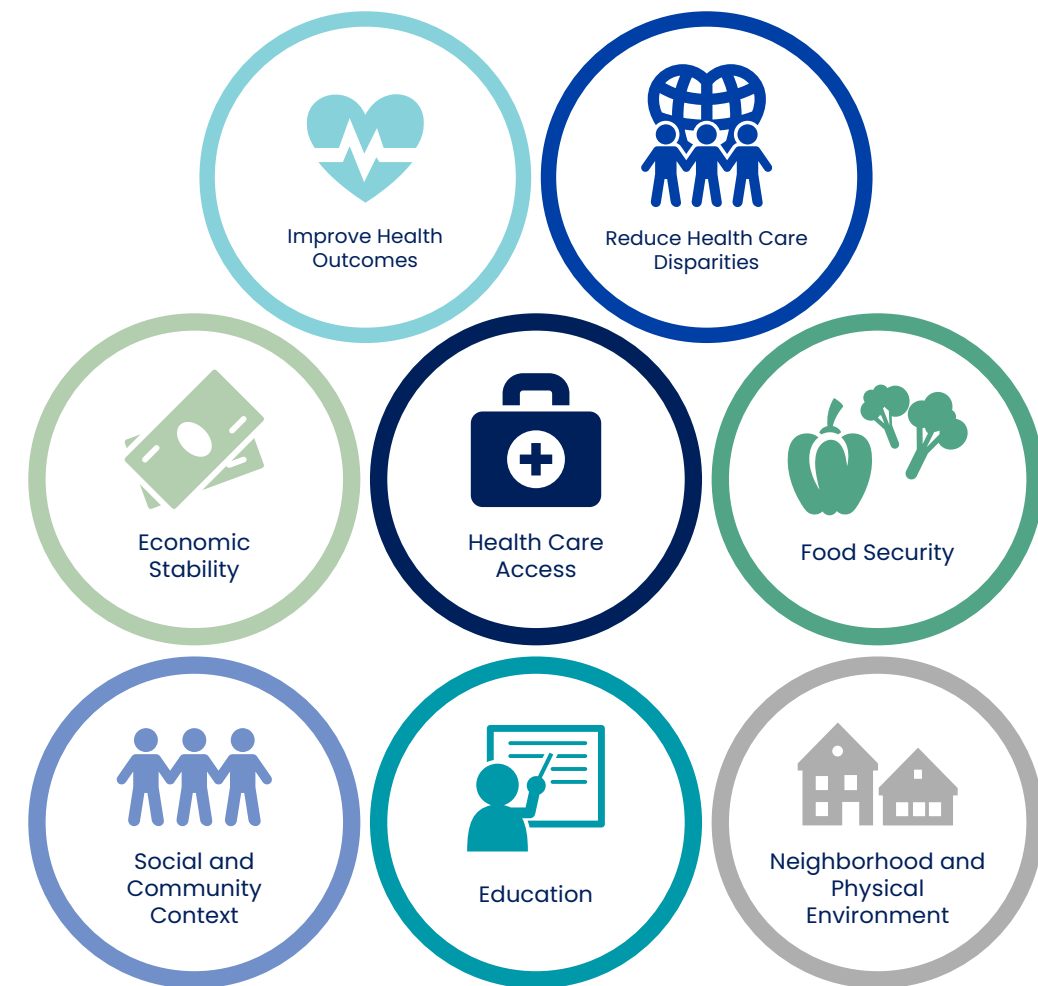 Improve Health
Outcomes
Reduce Health Care
Disparities
Economic
Stability
Health Care
Access
Food Security
Social and
Community
Context
Education
Neighborhood and
Physical
Environment